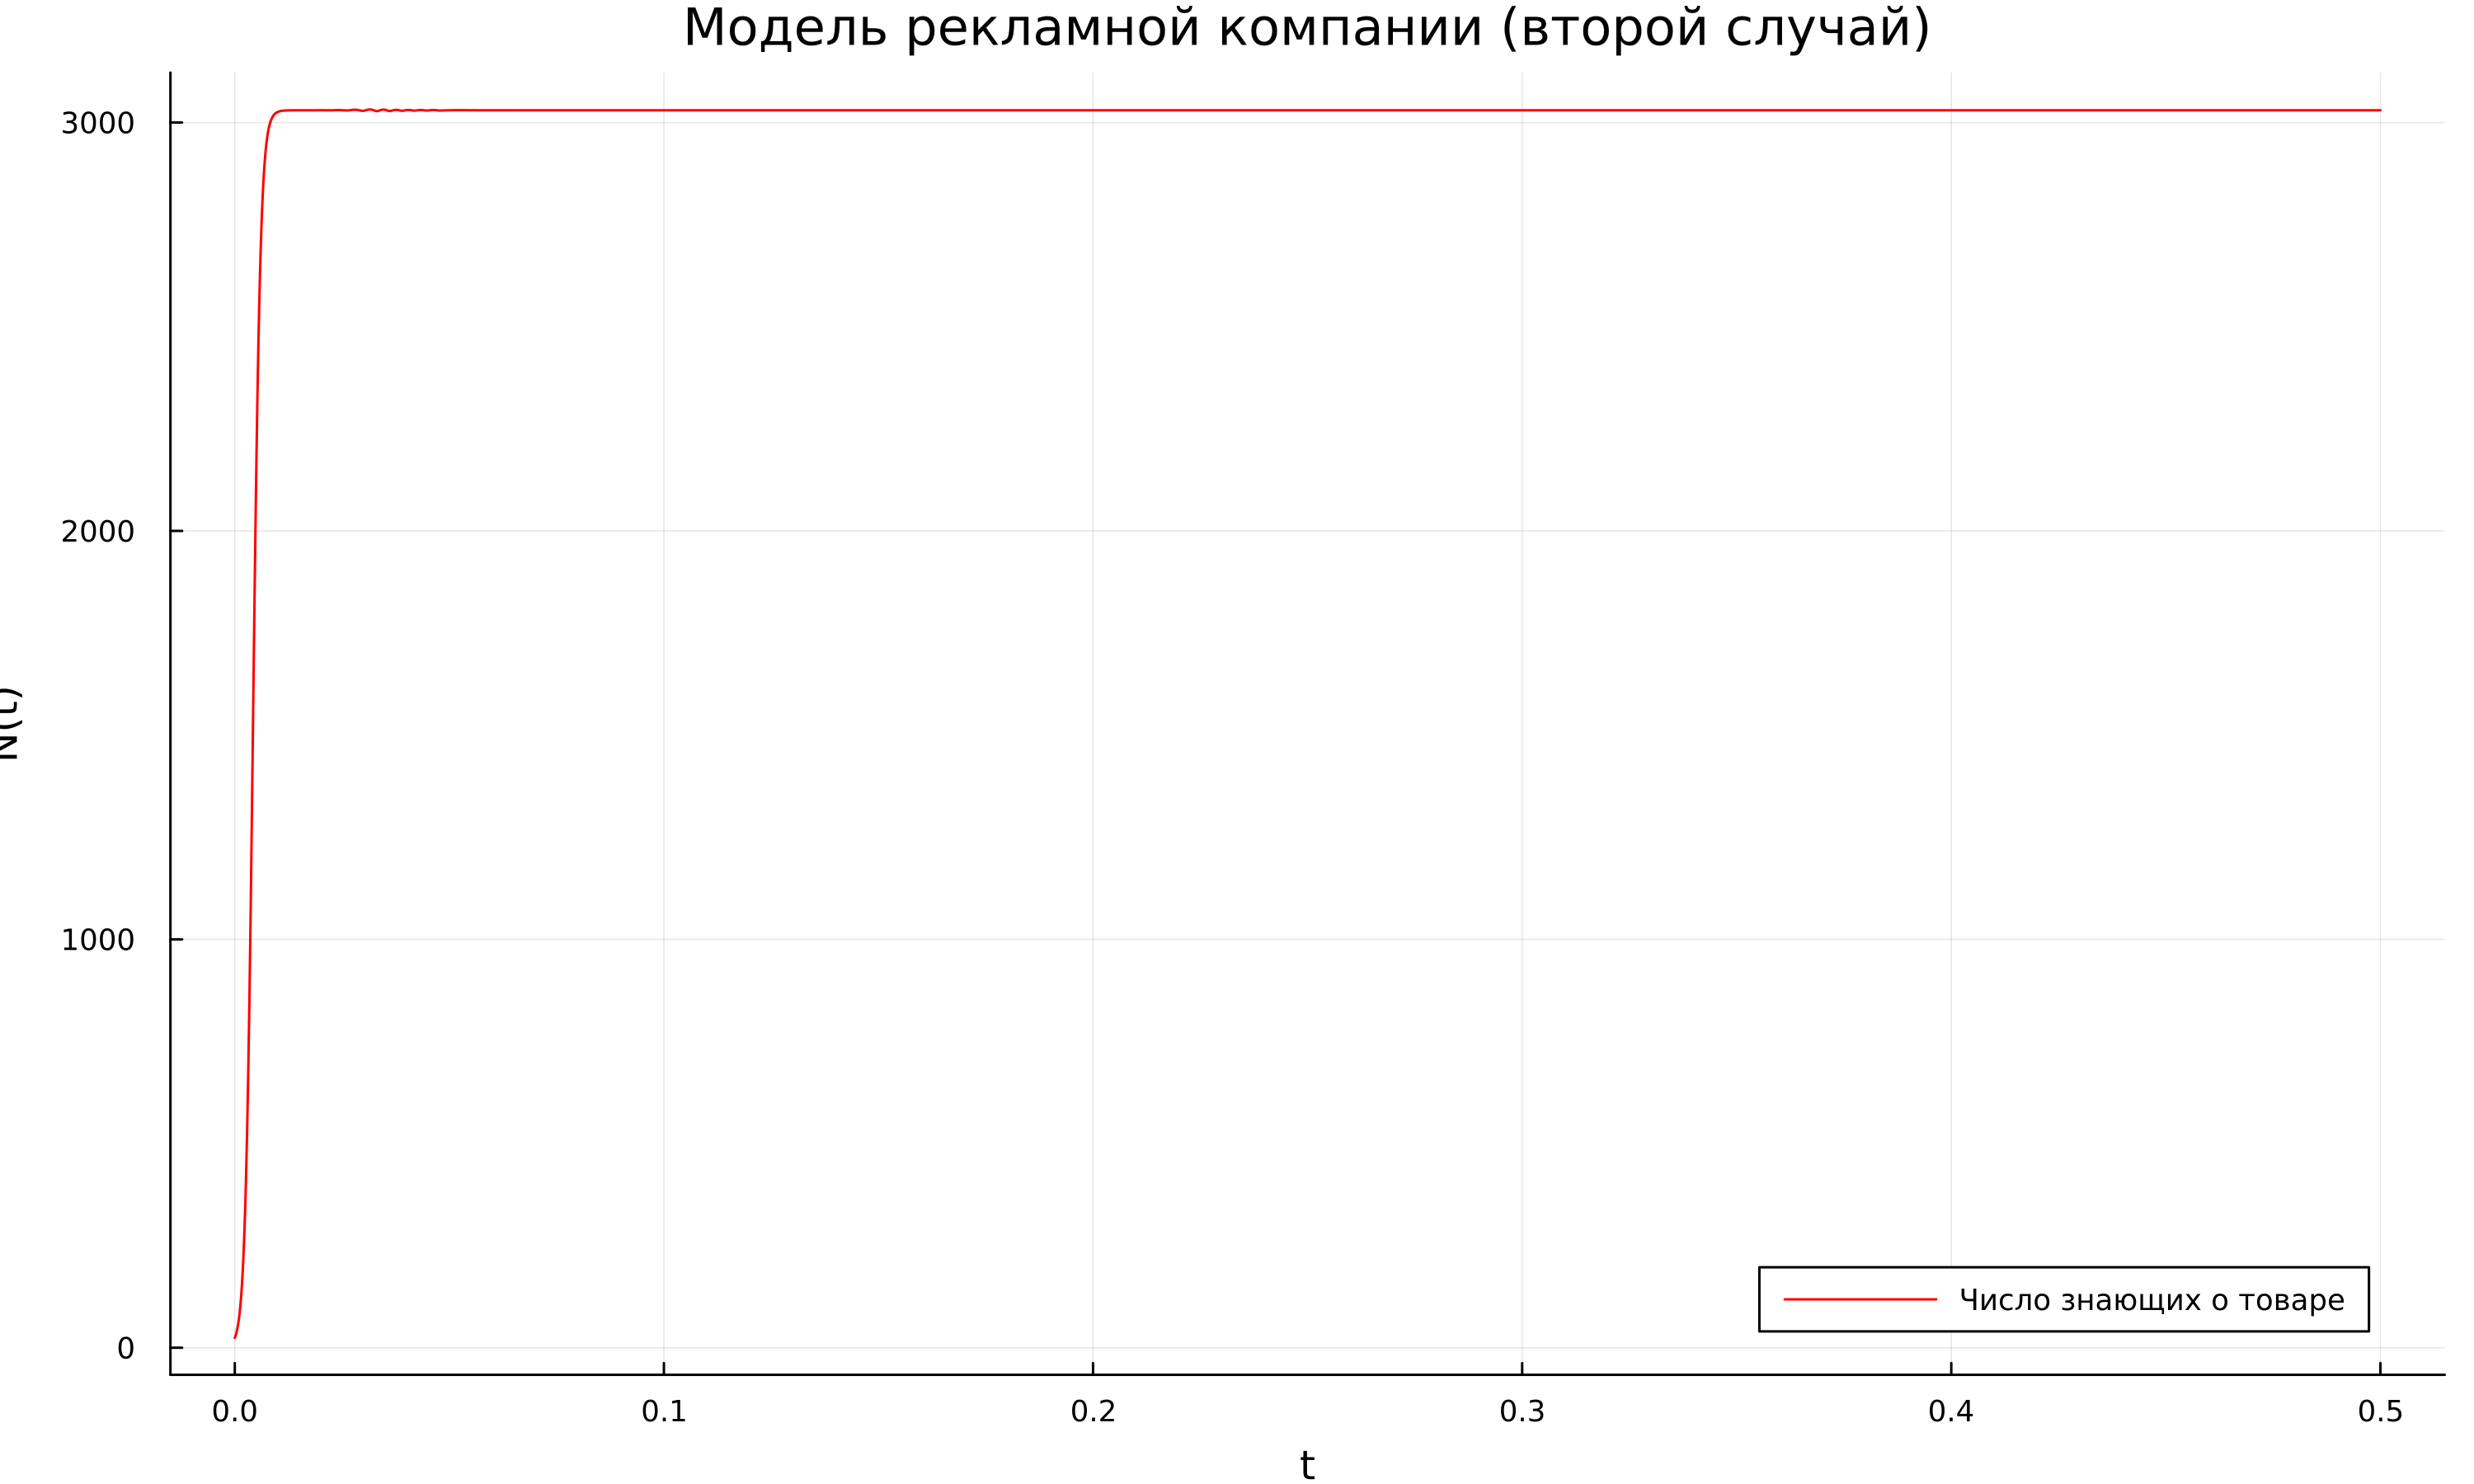 Модель рекламной компании (второй случай)
3000
2000
1000
0
N(t)
0.0 0.1 0.2 0.3 0.4 0.5
t
Число знающих о товаре